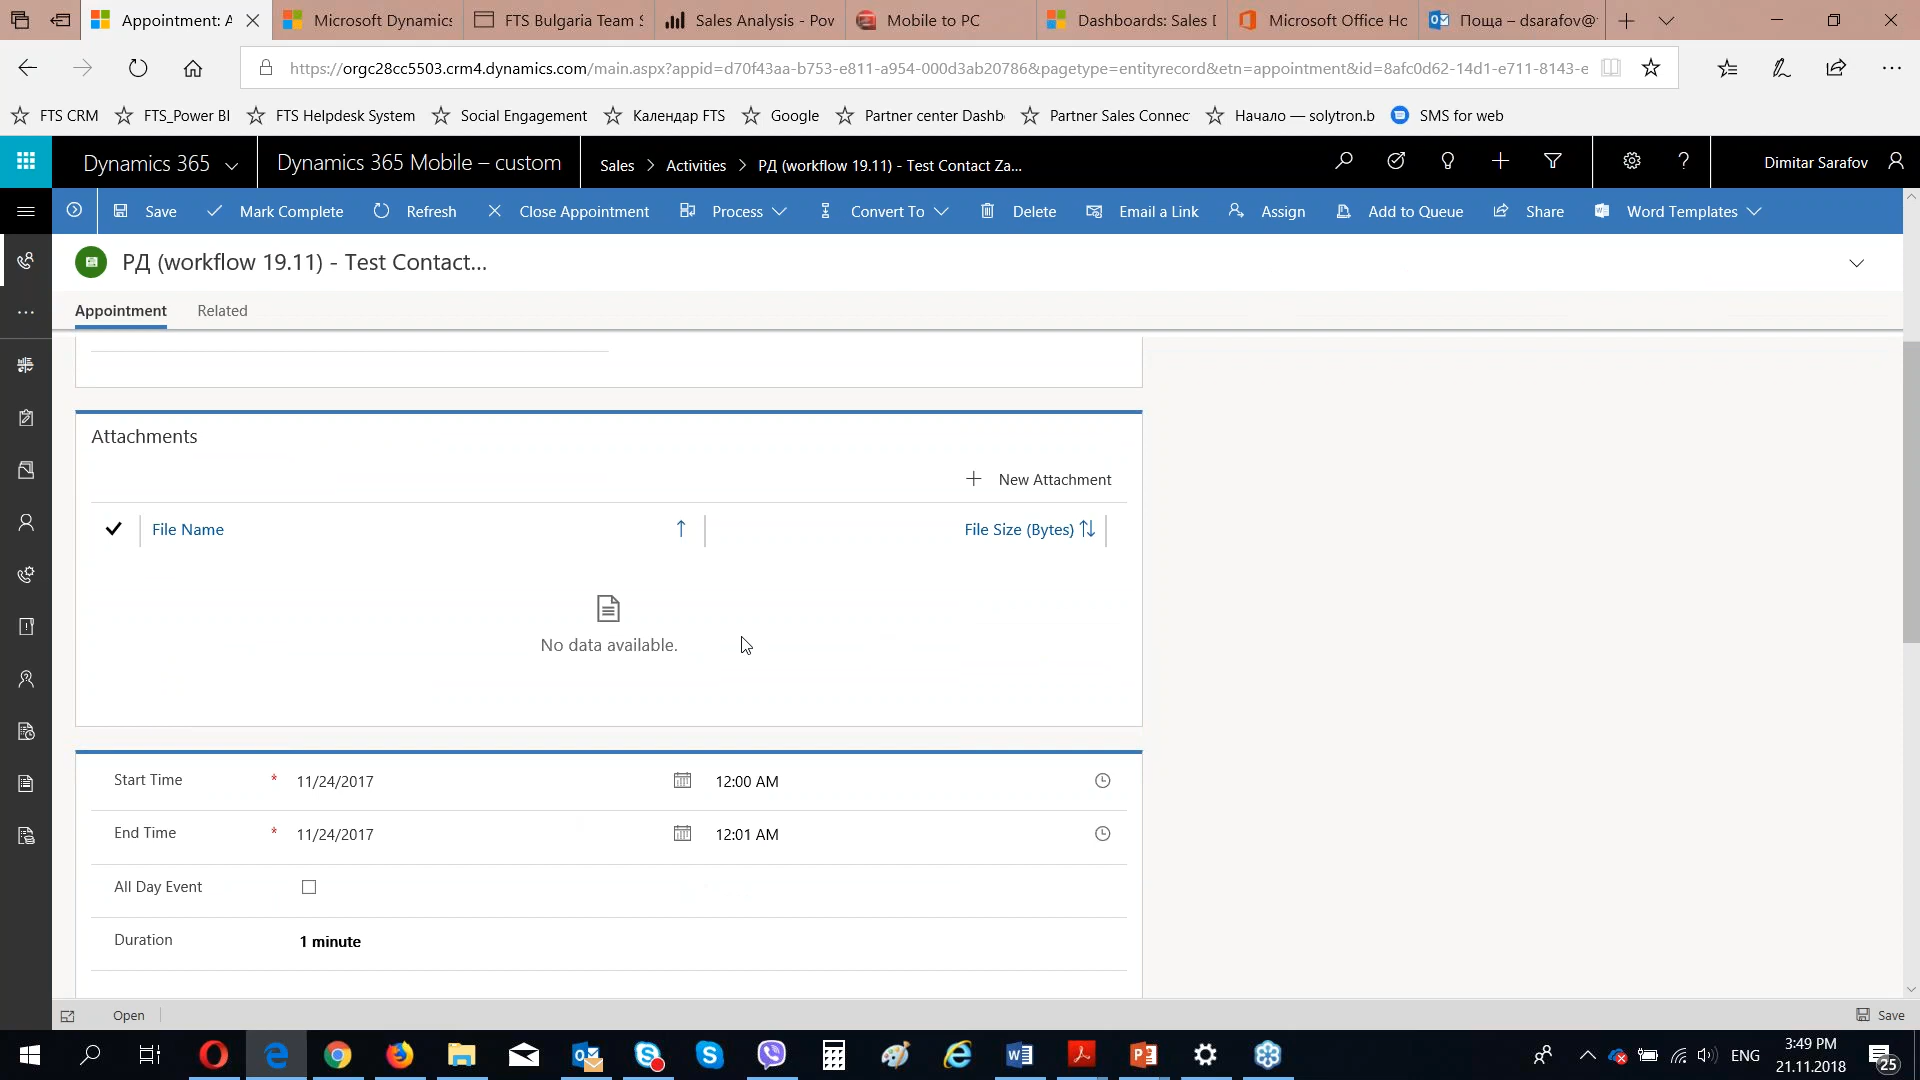 Appointment: A
Microsoft Dynamics
FTS Bulgaria Team S
Sales Analysis - Pow
Mobile to PC
Dashboards: Sales D
Microsoft Office Ho
Поща – dsarafov@
https://orgc28cc5503.crm4.dynamics.com/main.aspx?appid=d70f43aa-b753-e811-a954-000d3ab20786&pagetype=entityrecord&etn=appointment&id=8afc0d62-14d1-e711-8143-e
FTS CRM
FTS_Power BI
FTS Helpdesk System
Social Engagement
Календар FTS
Google
Partner center Dashb
Partner Sales Connec
Начало — solytron.b
SMS for web
Dynamics 365
Dynamics 365 Mobile – custom
Sales > Activities > РД (workflow 19.11) - Test Contact Za...
Dimitar Sarafov
Save
Mark Complete
Refresh
Close Appointment
Process
Convert To
Delete
Email a Link
Assign
Add to Queue
Share
Word Templates
РД (workflow 19.11) - Test Contact...
Appointment
Related
Attachments
New Attachment
File Name
File Size (Bytes)
No data available.
Start Time * 11/24/2017 12:00 AM
End Time * 11/24/2017 12:01 AM
All Day Event
Duration 1 minute
Open
Save
ENG
3:49 PM
21.11.2018
25